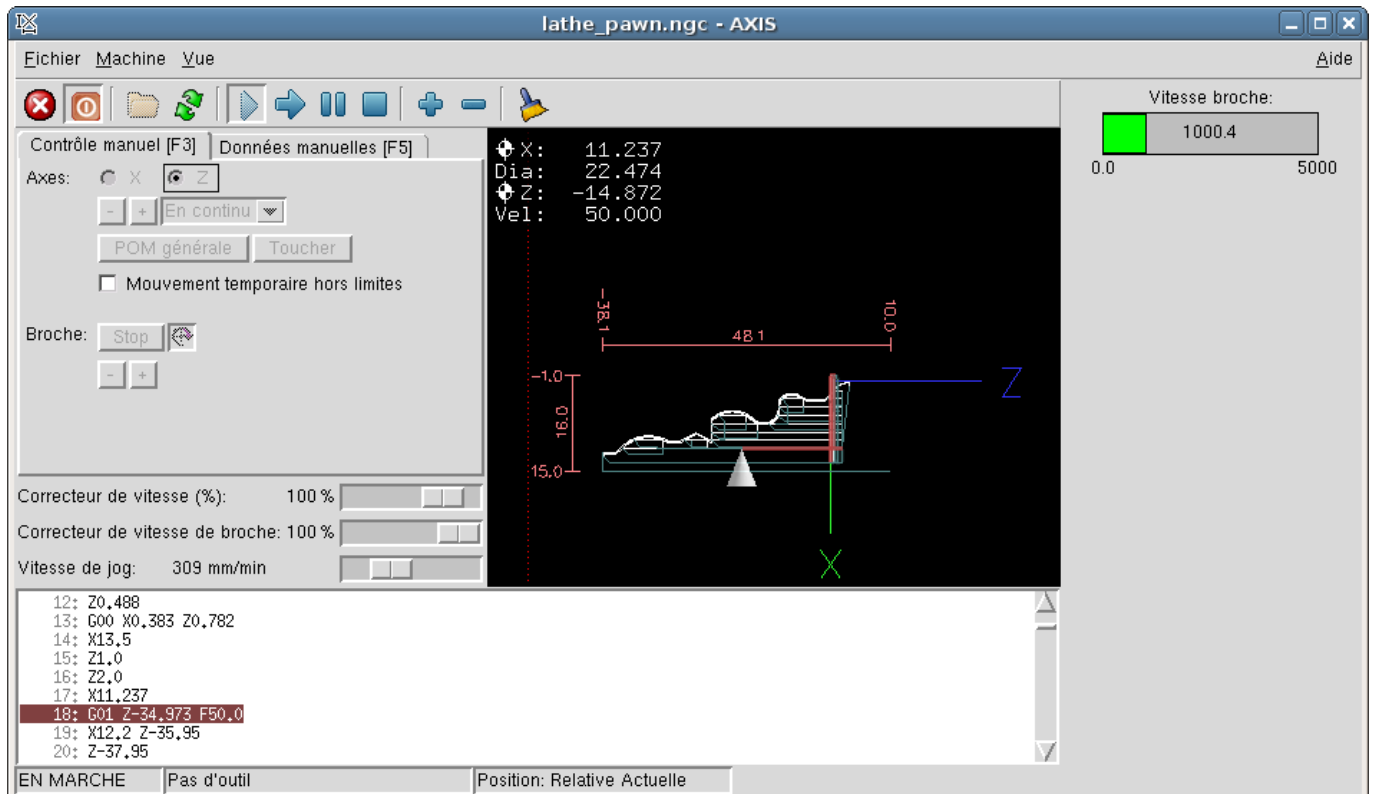 lathe_pawn.ngc - AXIS
Fichier Machine Vue Aide
Contrôle manuel [F3] Données manuelles [F5]
Axes: X Z
- + En continu
POM générale Toucher
Mouvement temporaire hors limites
Broche: Stop
- +
Correcteur de vitesse (%): 100 %
Correcteur de vitesse de broche: 100 %
Vitesse de jog: 309 mm/min
X: 11.237
Dia: 22.474
Z: -14.872
Vel: 50.000
-38.1
10.0
48.1
-1.0
16.0
15.0
Z
X
Vitesse broche:
1000.4
0.0 5000
12: Z0.488
13: G00 X0.383 Z0.782
14: X13.5
15: Z1.0
16: Z2.0
17: X11.237
18: G01 Z-34.973 F50.0
19: X12.2 Z-35.95
20: Z-37.95
EN MARCHE Pas d'outil Position: Relative Actuelle